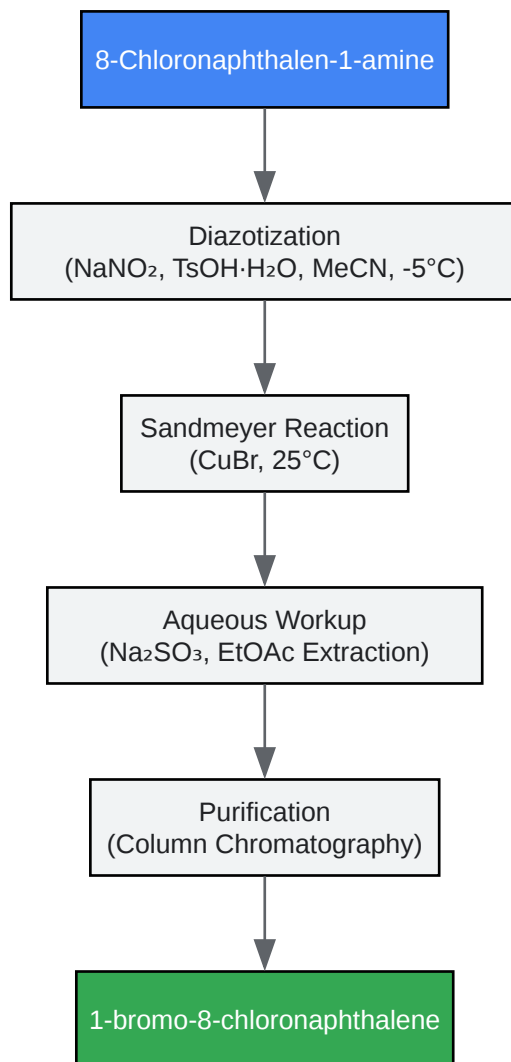 8-Chloronaphthalen-1-amine
Diazotization
(NaNO₂, TsOH·H₂O, MeCN, -5°C)
Sandmeyer Reaction
(CuBr, 25°C)
Aqueous Workup
(Na₂SO₃, EtOAc Extraction)
Purification
(Column Chromatography)
1-bromo-8-chloronaphthalene